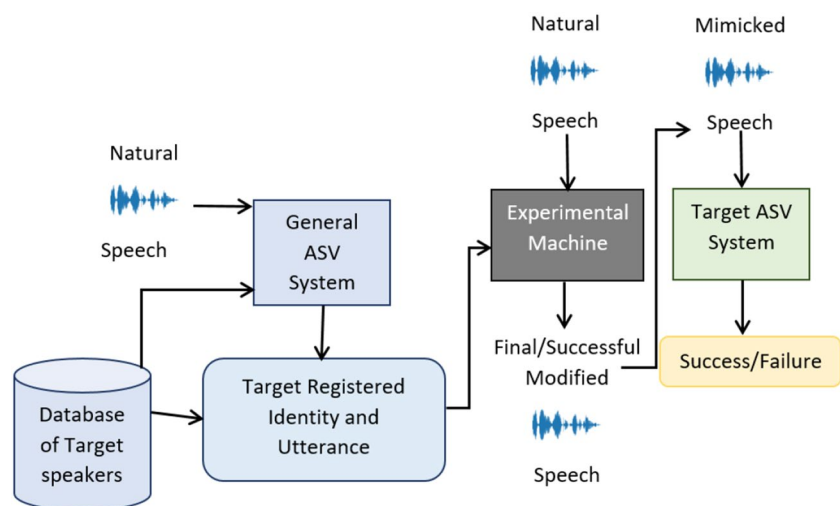 Natural
Speech
General
ASV
System
Database
of Target
speakers
Target Registered
Identity and
Utterance
Natural
Speech
Experimental
Machine
Final/Successful
Modified
Speech
Mimicked
Speech
Target ASV
System
Success/Failure